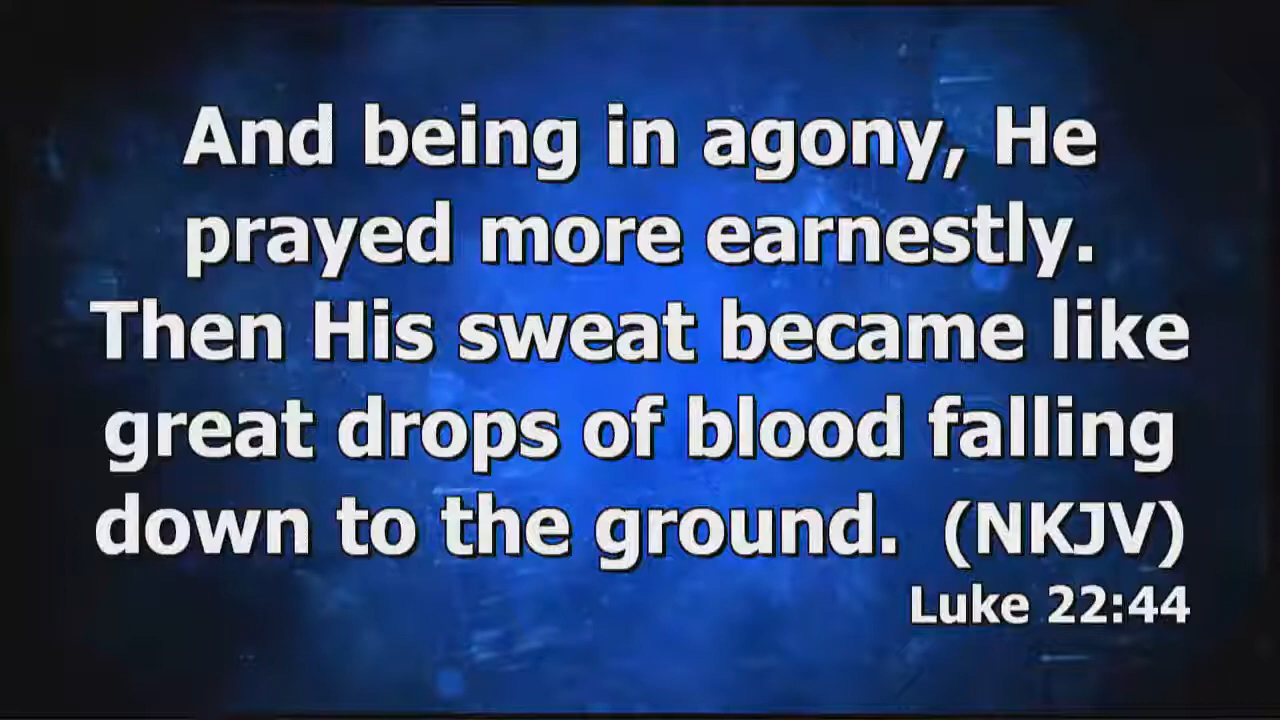 And being in agony, He
prayed more earnestly.
Then His sweat became like
great drops of blood falling
down to the ground. (NKJV)
Luke 22:44